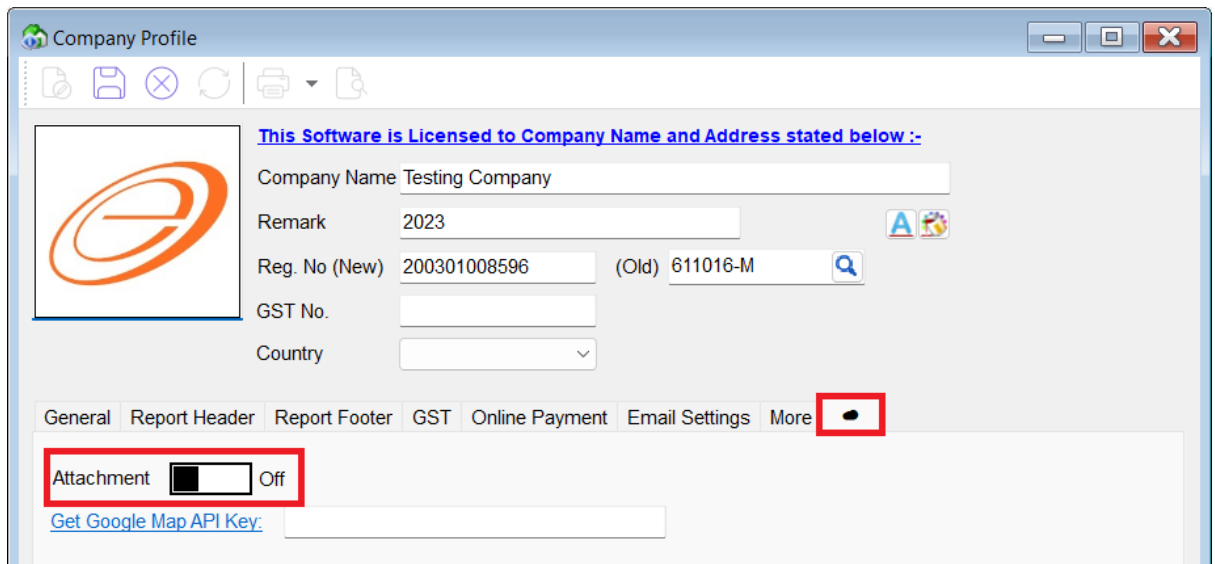 Company Profile
This Software is Licensed to Company Name and Address stated below :-
Company Name Testing Company
Remark 2023
A
Reg. No (New) 200301008596 (Old) 611016-M
GST No.
Country
General Report Header Report Footer GST Online Payment Email Settings More
Attachment Off
Get Google Map API Key: